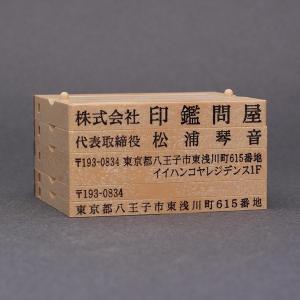 株式会社 印鑑問屋
代表取締役 松浦琴音
〒193-0834 東京都八王子市東浅川町615番地
イイハンコヤレジデンス1F
〒193-0834
東京都八王子市東浅川町615番地